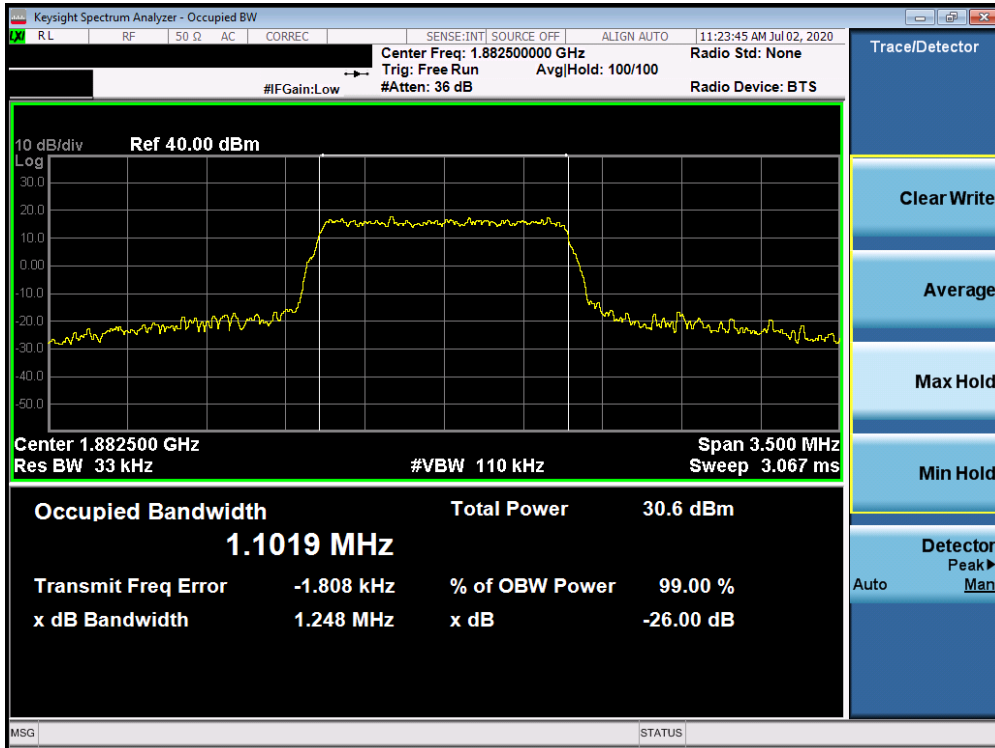 Keysight Spectrum Analyzer - Occupied BW
LXI RL RF 50 Ω AC CORREC SENSE:INT SOURCE OFF ALIGN AUTO 11:23:45 AM Jul 02, 2020
Center Freq: 1.882500000 GHz Radio Std: None
Trig: Free Run Avg|Hold: 100/100
#IFGain:Low #Atten: 36 dB Radio Device: BTS
10 dB/div Ref 40.00 dBm
Log
30.0
20.0
10.0
0.00
-10.0
-20.0
-30.0
-40.0
-50.0
Center 1.882500 GHz Span 3.500 MHz
Res BW 33 kHz #VBW 110 kHz Sweep 3.067 ms
Occupied Bandwidth Total Power 30.6 dBm
1.1019 MHz
Transmit Freq Error -1.808 kHz % of OBW Power 99.00 %
x dB Bandwidth 1.248 MHz x dB -26.00 dB
Trace/Detector
Clear Write
Average
Max Hold
Min Hold
Detector
Peak▶
Auto Man
MSG STATUS